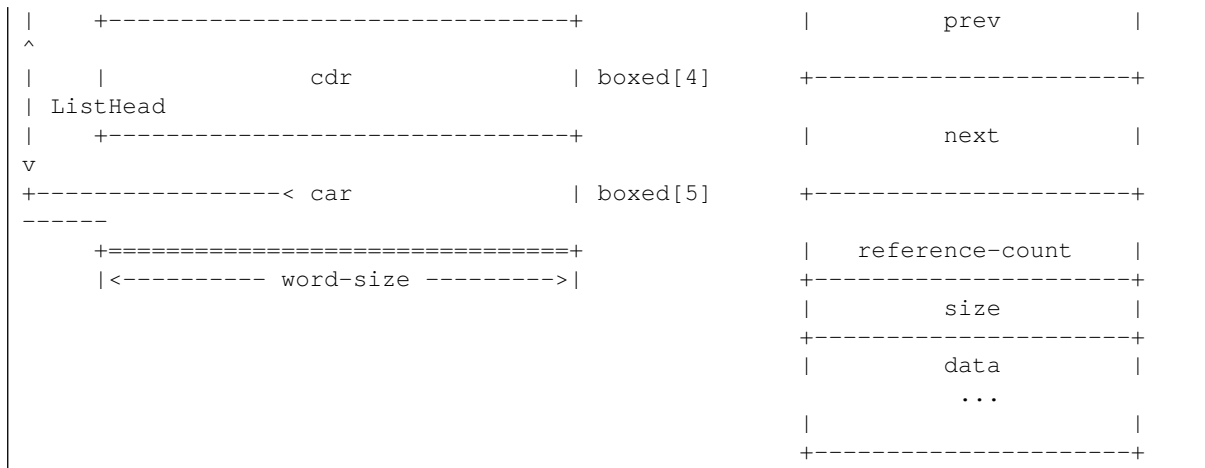 |    +--------------------------------+               |         prev         |
^
|    |              cdr               | boxed[4]      +----------------------+
| ListHead
|    +--------------------------------+               |         next         |
v
+-----------------< car               | boxed[5]      +----------------------+
------
     +================================+               |   reference-count    |
     |<---------- word-size --------->|               +----------------------+
                                                      |         size         |
                                                      +----------------------+
                                                      |         data         |
                                                                ...
                                                      |                      |
                                                      +----------------------+